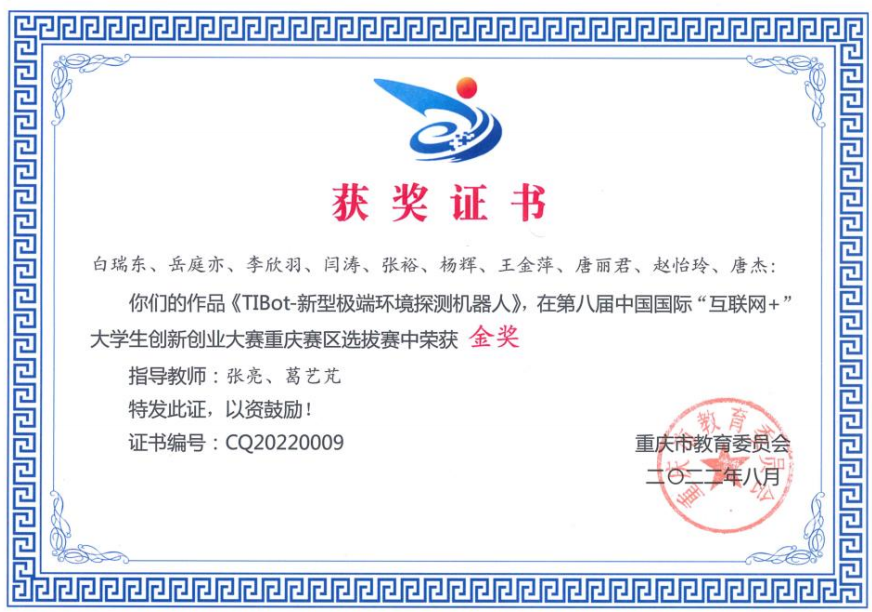 获奖证书
白瑞东、岳庭亦、李欣羽、闫涛、张裕、杨辉、王金萍、唐丽君、赵怡玲、唐杰：
你们的作品《TIBot-新型极端环境探测机器人》，在第八届中国国际“互联网+”
大学生创新创业大赛重庆赛区选拔赛中荣获 金奖
指导教师：张亮、葛艺芃
特发此证，以资鼓励！
证书编号：CQ20220009
重庆市教育委员会
二〇二二年八月
重庆市教育委员会